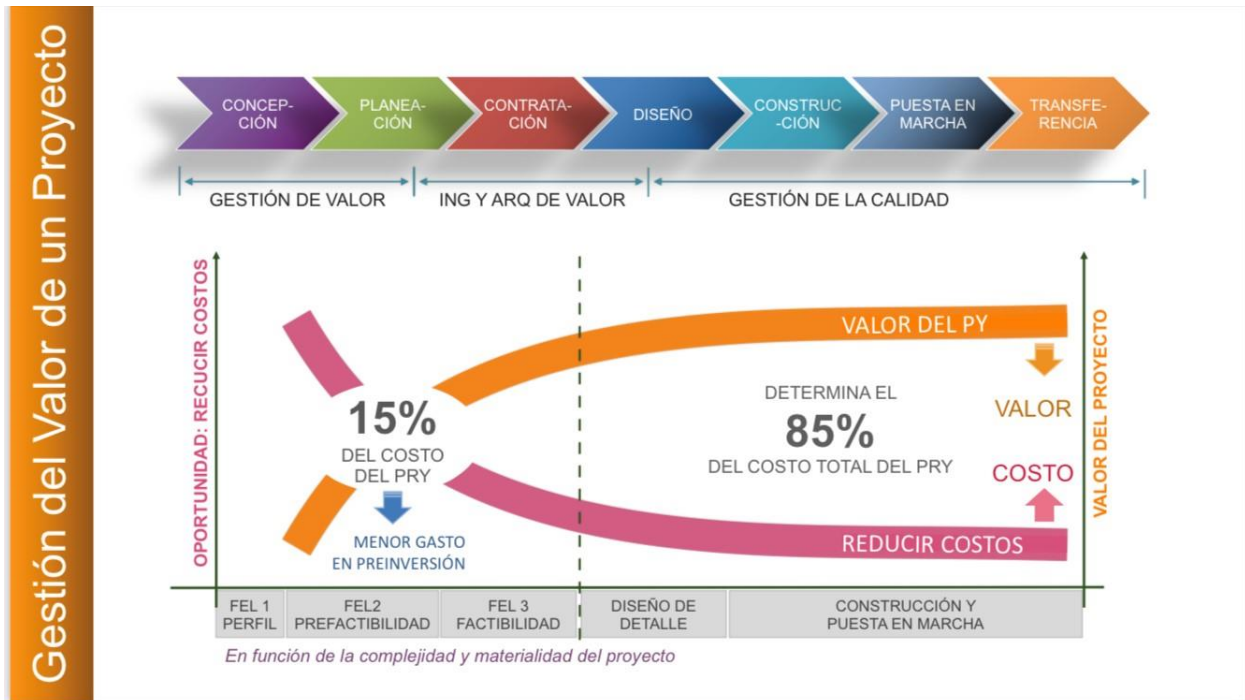 Gestión del Valor de un Proyecto
CONCEP-
CIÓN
PLANEA-
CIÓN
CONTRATA-
CIÓN
DISEÑO
CONSTRUC
-CIÓN
PUESTA EN
MARCHA
TRANSFE-
RENCIA
GESTIÓN DE VALOR
ING Y ARQ DE VALOR
GESTIÓN DE LA CALIDAD
OPORTUNIDAD: RECUCIR COSTOS
VALOR DEL PY
15%
DEL COSTO
DEL PRY
MENOR GASTO
EN PREINVERSIÓN
DETERMINA EL
85%
DEL COSTO TOTAL DEL PRY
VALOR
COSTO
REDUCIR COSTOS
VALOR DEL PROYECTO
FEL 1
PERFIL
FEL2
PREFACTIBILIDAD
FEL 3
FACTIBILIDAD
DISEÑO DE
DETALLE
CONSTRUCCIÓN Y
PUESTA EN MARCHA
En función de la complejidad y materialidad del proyecto